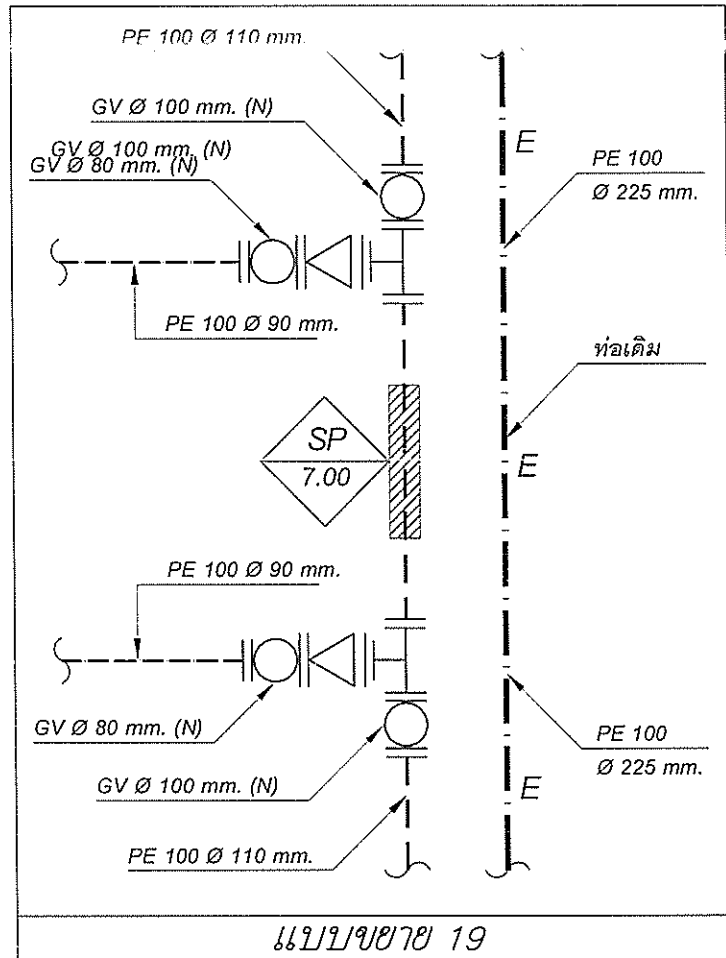 PE 100 Ø 110 mm.
GV Ø 100 mm. (N)
GV Ø 100 mm. (N)
GV Ø 80 mm. (N)
E
PE 100
Ø 225 mm.
PE 100 Ø 90 mm.
ท่อเดิม
SP
7.00
E
PE 100 Ø 90 mm.
GV Ø 80 mm. (N)
PE 100
Ø 225 mm.
GV Ø 100 mm. (N)
E
PE 100 Ø 110 mm.
แบบขยาย 19